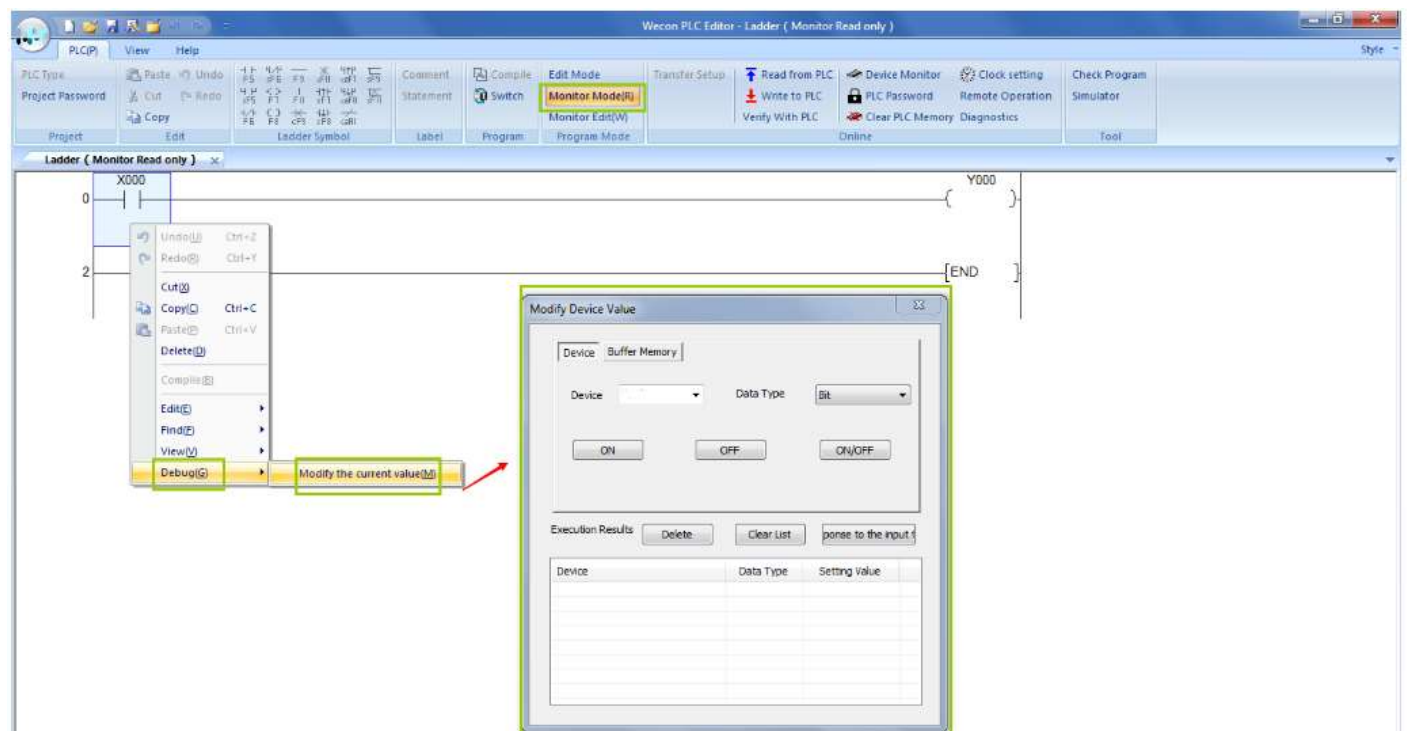 Wecon PLC Editor - Ladder ( Monitor Read only )
PLC(P) View Help Style
PLC Type Paste Undo Comment Compile Edit Mode Transfer Setup Read from PLC Device Monitor Clock setting Check Program
Project Password Cut Redo Statement Switch Monitor Mode(R) Write to PLC PLC Password Remote Operation Simulator
Copy Monitor Edit(W) Verify With PLC Clear PLC Memory Diagnostics
Project Edit Ladder Symbol Label Program Program Mode Online Tool
Ladder ( Monitor Read only )
X000 Y000
0
2 END
Undo(U) Ctrl+Z
Redo(R) Ctrl+Y
Cut(X)
Copy(C) Ctrl+C
Paste(P) Ctrl+V
Delete(D)
Compile(B)
Edit(E)
Find(F)
View(V)
Debug(G) Modify the current value(M)
Modify Device Value
Device Buffer Memory
Device Data Type Bit
ON OFF ON/OFF
Execution Results Delete Clear List ponse to the input
Device Data Type Setting Value